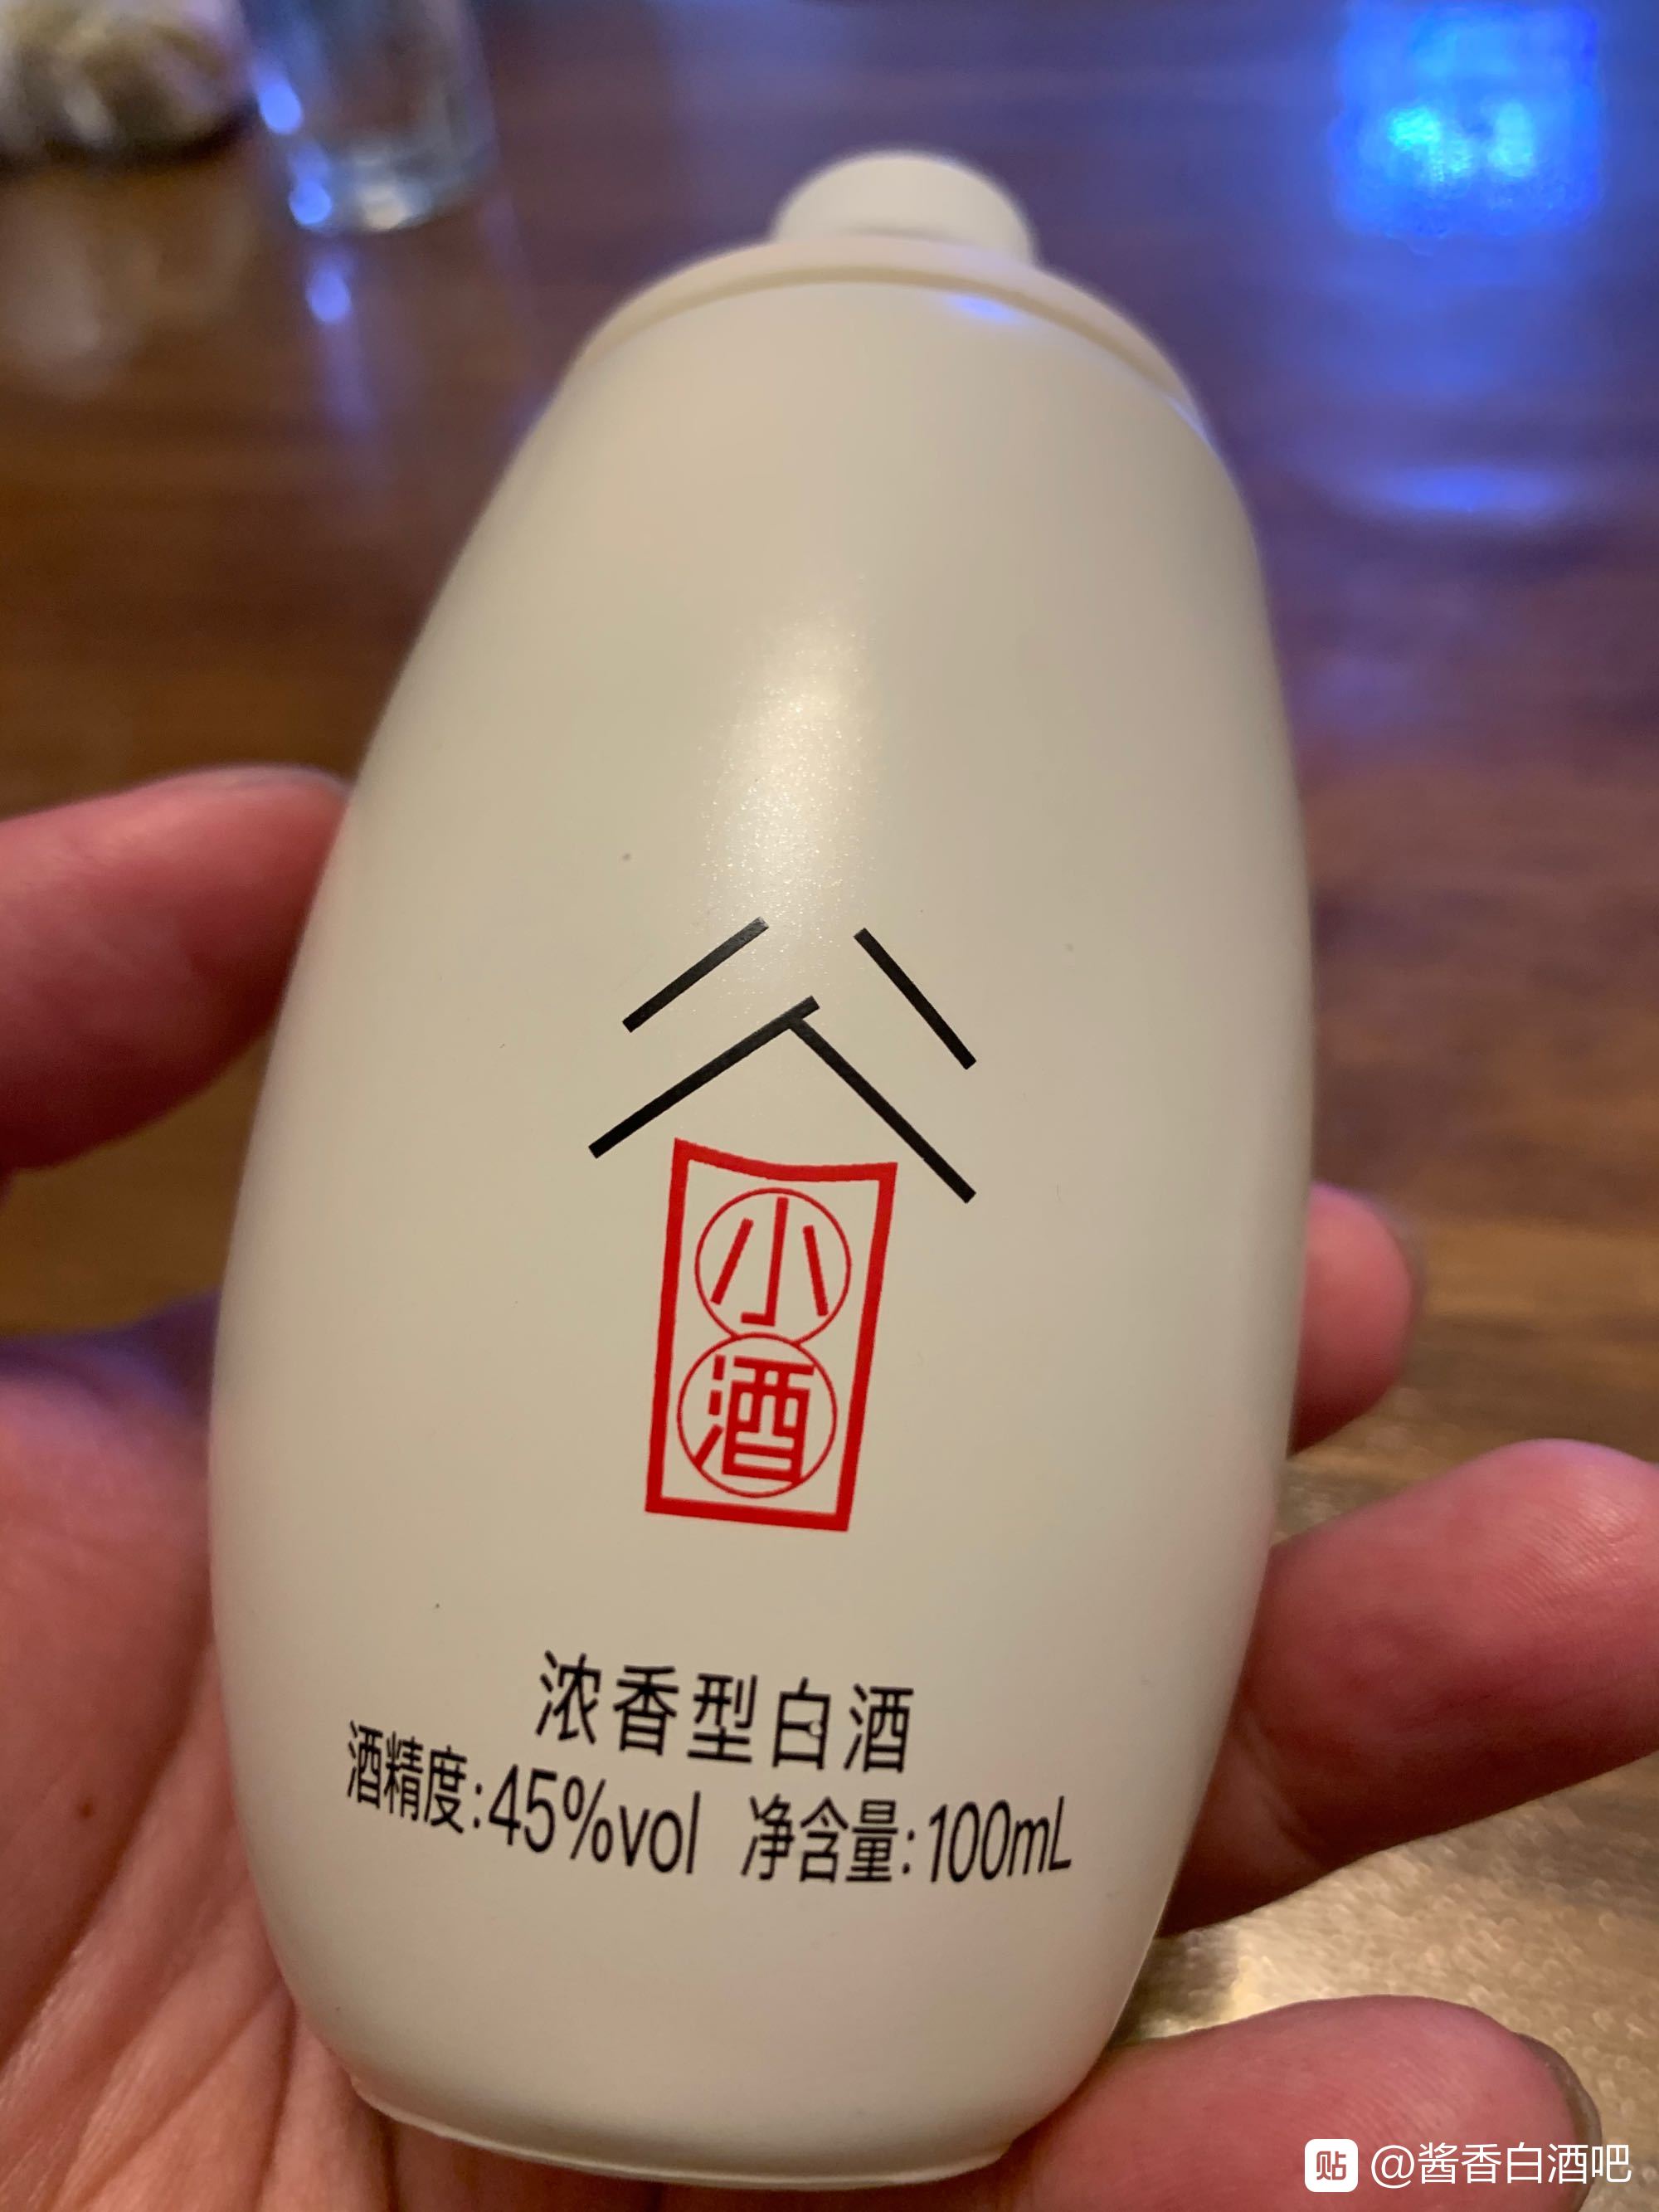 小
酒
浓香型白酒
酒精度:45%vol 净含量:100mL
贴 @酱香白酒吧